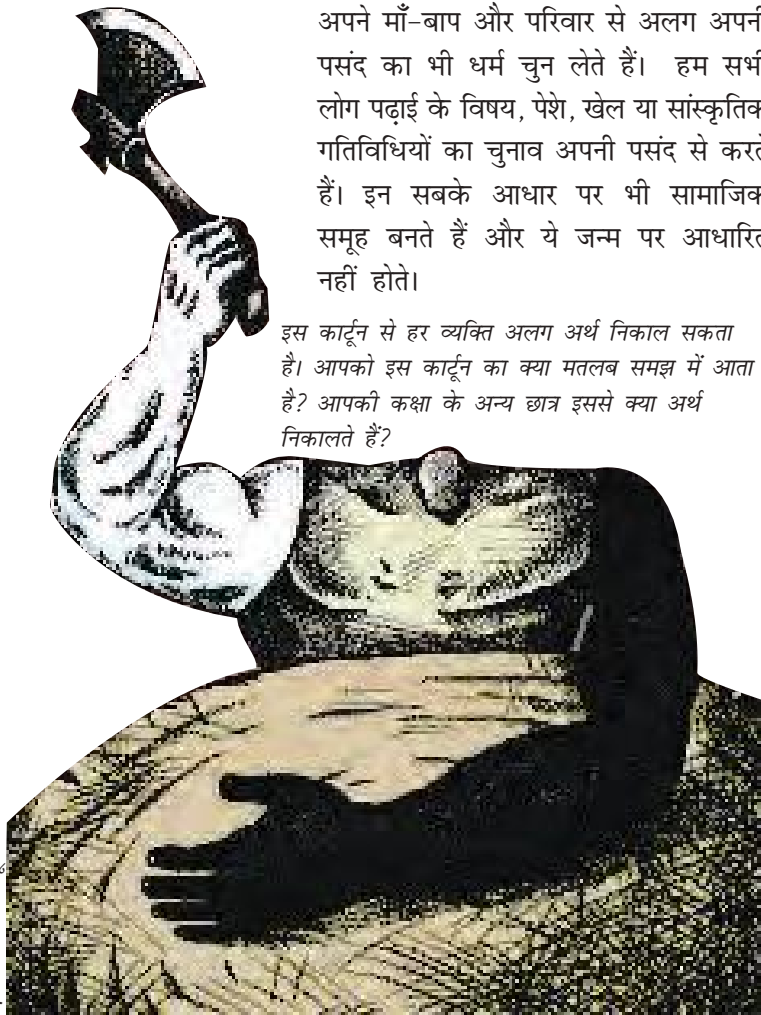 अपने माँ-बाप और परिवार से अलग अपनी
पसंद का भी धर्म चुन लेते हैं। हम सभी
लोग पढ़ाई के विषय, पेशे, खेल या सांस्कृतिक
गतिविधियों का चुनाव अपनी पसंद से करते
हैं। इन सबके आधार पर भी सामाजिक
समूह बनते हैं और ये जन्म पर आधारित
नहीं होते।
इस कार्टून से हर व्यक्ति अलग अर्थ निकाल सकता
है। आपको इस कार्टून का क्या मतलब समझ में आता
है? आपकी कक्षा के अन्य छात्र इससे क्या अर्थ
निकालते हैं?